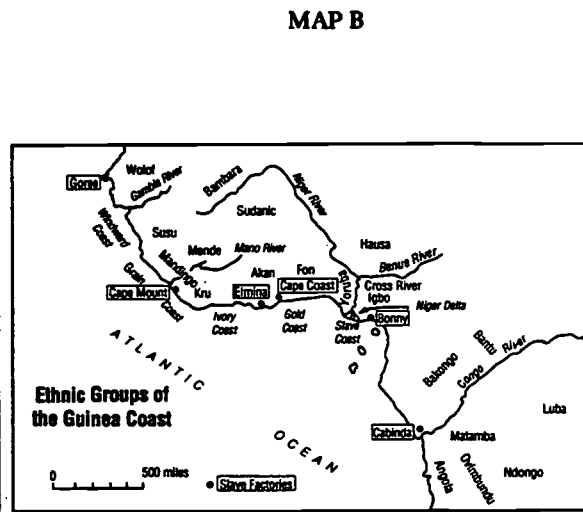 MAP B
Wolof
Goree
Gambia River
Bambara
Niger River
Sudanic
Windward
Coast
Susu
Hausa
Mende
Mano River
Benue River
Mandingo
Akan
Fon
Yoruba
Cross River
Grain
Coast
Cape Mount
Kru
Elmina
Cape Coast
Igbo
Niger Delta
Ivory
Coast
Gold
Coast
Slave
Coast
Bonny
ATLANTIC
OCEAN
Bakongo
Bantu
Congo River
Ethnic Groups of
the Guinea Coast
Luba
Cabinda
Matamba
Angola
Ovimbundu
Ndongo
0 500 miles
Slave Factories